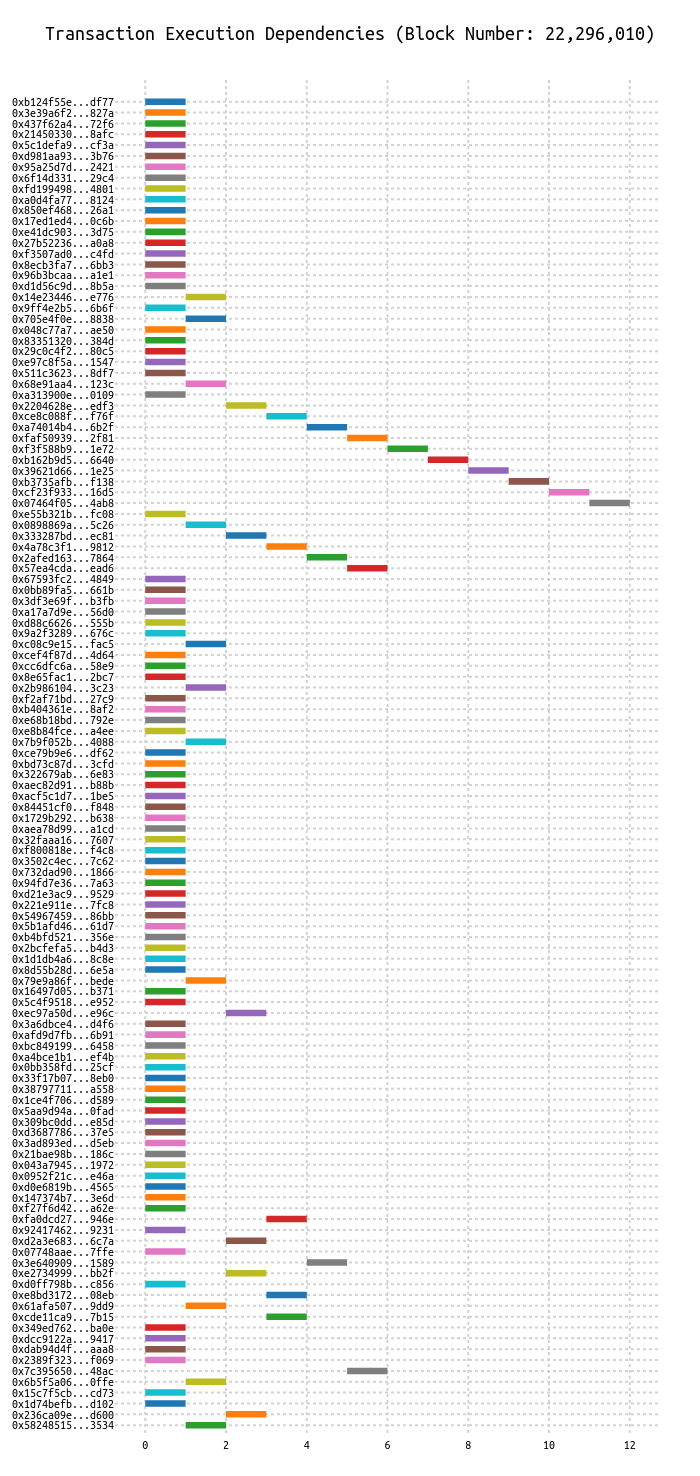 Transaction Execution Dependencies (Block Number: 22,296,010)
0xb124f55e...df77
0x3e39a6f2...827a
0x437f62a4...72f6
0x21450330...8afc
0x5c1defa9...cf3a
0xd981aa93...3b76
0x95a25d7d...2421
0x6f14d331...29c4
0xfd199498...4801
0xa0d4fa77...8124
0x850ef468...26a1
0x17ed1ed4...0c6b
0xe41dc903...3d75
0x27b52236...a0a8
0xf3507ad0...c4fd
0x8ecb3fa7...6bb3
0x96b3bcaa...a1e1
0xd1d56c9d...8b5a
0x14e23446...e776
0x9ff4e2b5...6b6f
0x705e4f0e...8838
0x048c77a7...ae50
0x83351320...384d
0x29c0c4f2...80c5
0xe97c8f5a...1547
0x511c3623...8df7
0x68e91aa4...123c
0xa313900e...0109
0x2204628e...edf3
0xce8c088f...f76f
0xa74014b4...6b2f
0xfaf50939...2f81
0xf3f588b9...1e72
0xb162b9d5...6640
0x39621d66...1e25
0xb3735afb...f138
0xcf23f933...16d5
0x07464f05...4ab8
0xe55b321b...fc08
0x0898869a...5c26
0x333287bd...ec81
0x4a78c3f1...9812
0x2afed163...7864
0x57ea4cda...ead6
0x67593fc2...4849
0x0bb89fa5...661b
0x3df3e69f...b3fb
0xa17a7d9e...56d0
0xd88c6626...555b
0x9a2f3289...676c
0xc08c9e15...fac5
0xcef4f87d...4d64
0xcc6dfc6a...58e9
0x8e65fac1...2bc7
0x2b986104...3c23
0xf2af71bd...27c9
0xb404361e...8af2
0xe68b18bd...792e
0xe8b84fce...a4ee
0x7b9f052b...4088
0xce79b9e6...df62
0xbd73c87d...3cfd
0x322679ab...6e83
0xaec82d91...b88b
0xacf5c1d7...1be5
0x84451cf0...f848
0x1729b292...b638
0xaea78d99...a1cd
0x32faaa16...7607
0xf800818e...f4c8
0x3502c4ec...7c62
0x732dad90...1866
0x94fd7e36...7a63
0xd21e3ac9...9529
0x221e911e...7fc8
0x54967459...86bb
0x5b1afd46...61d7
0xb4bfd521...356e
0x2bcfefa5...b4d3
0x1d1db4a6...8c8e
0x8d55b28d...6e5a
0x79e9a86f...bede
0x16497d05...b371
0x5c4f9518...e952
0xec97a50d...e96c
0x3a6dbce4...d4f6
0xafd9d7fb...6b91
0xbc849199...6458
0xa4bce1b1...ef4b
0x0bb358fd...25cf
0x33f17b07...8eb0
0x38797711...a558
0x1ce4f706...d589
0x5aa9d94a...0fad
0x309bc0dd...e85d
0xd3687786...37e5
0x3ad893ed...d5eb
0x21bae98b...186c
0x043a7945...1972
0x0952f21c...e46a
0xd0e6819b...4565
0x147374b7...3e6d
0xf27f6d42...a62e
0xfa0dcd27...946e
0x92417462...9231
0xd2a3e683...6c7a
0x07748aae...7ffe
0x3e640909...1589
0xe2734999...bb2f
0xd0ff798b...c856
0xe8bd3172...08eb
0x61afa507...9dd9
0xcde11ca9...7b15
0x349ed762...ba0e
0xdcc9122a...9417
0xdab94d4f...aaa8
0x2389f323...f069
0x7c395650...48ac
0x6b5f5a06...0ffe
0x15c7f5cb...cd73
0x1d74befb...d102
0x236ca09e...d600
0x58248515...3534
0 2 4 6 8 10 12